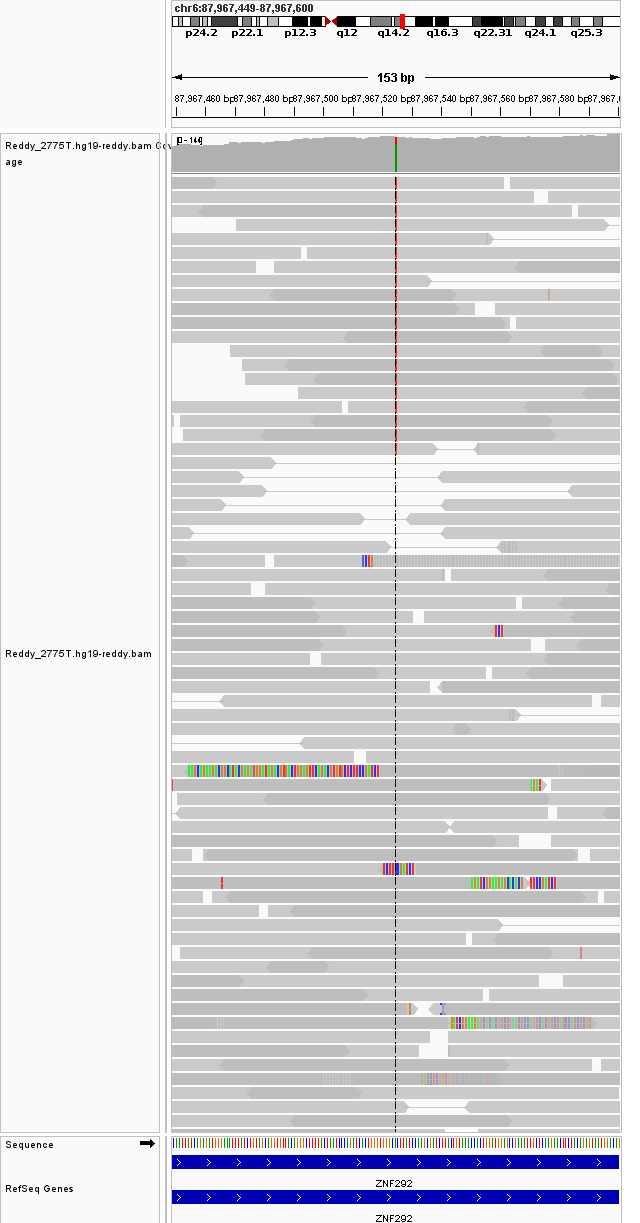 chr6:87,967,449-87,967,600
p24.2 p22.1 p12.3 q12 q14.2 q16.3 q22.31 q24.1 q25.3
153 bp
87,967,460 bp 87,967,480 bp 87,967,500 bp 87,967,520 bp 87,967,540 bp 87,967,560 bp 87,967,580 bp
Reddy_2775T.hg19-reddy.bam Cov
age
Reddy_2775T.hg19-reddy.bam
Sequence
RefSeq Genes
ZNF292
ZNF292